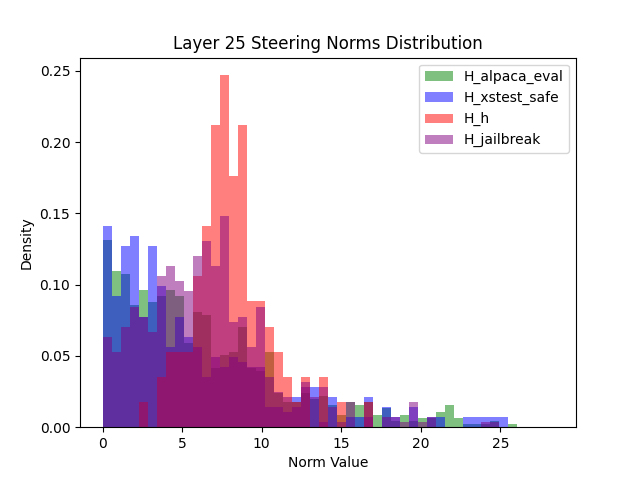 Layer 25 Steering Norms Distribution
H_alpaca_eval
H_xstest_safe
H_h
H_jailbreak
Density
0.25
0.20
0.15
0.10
0.05
0.00
0 5 10 15 20 25
Norm Value